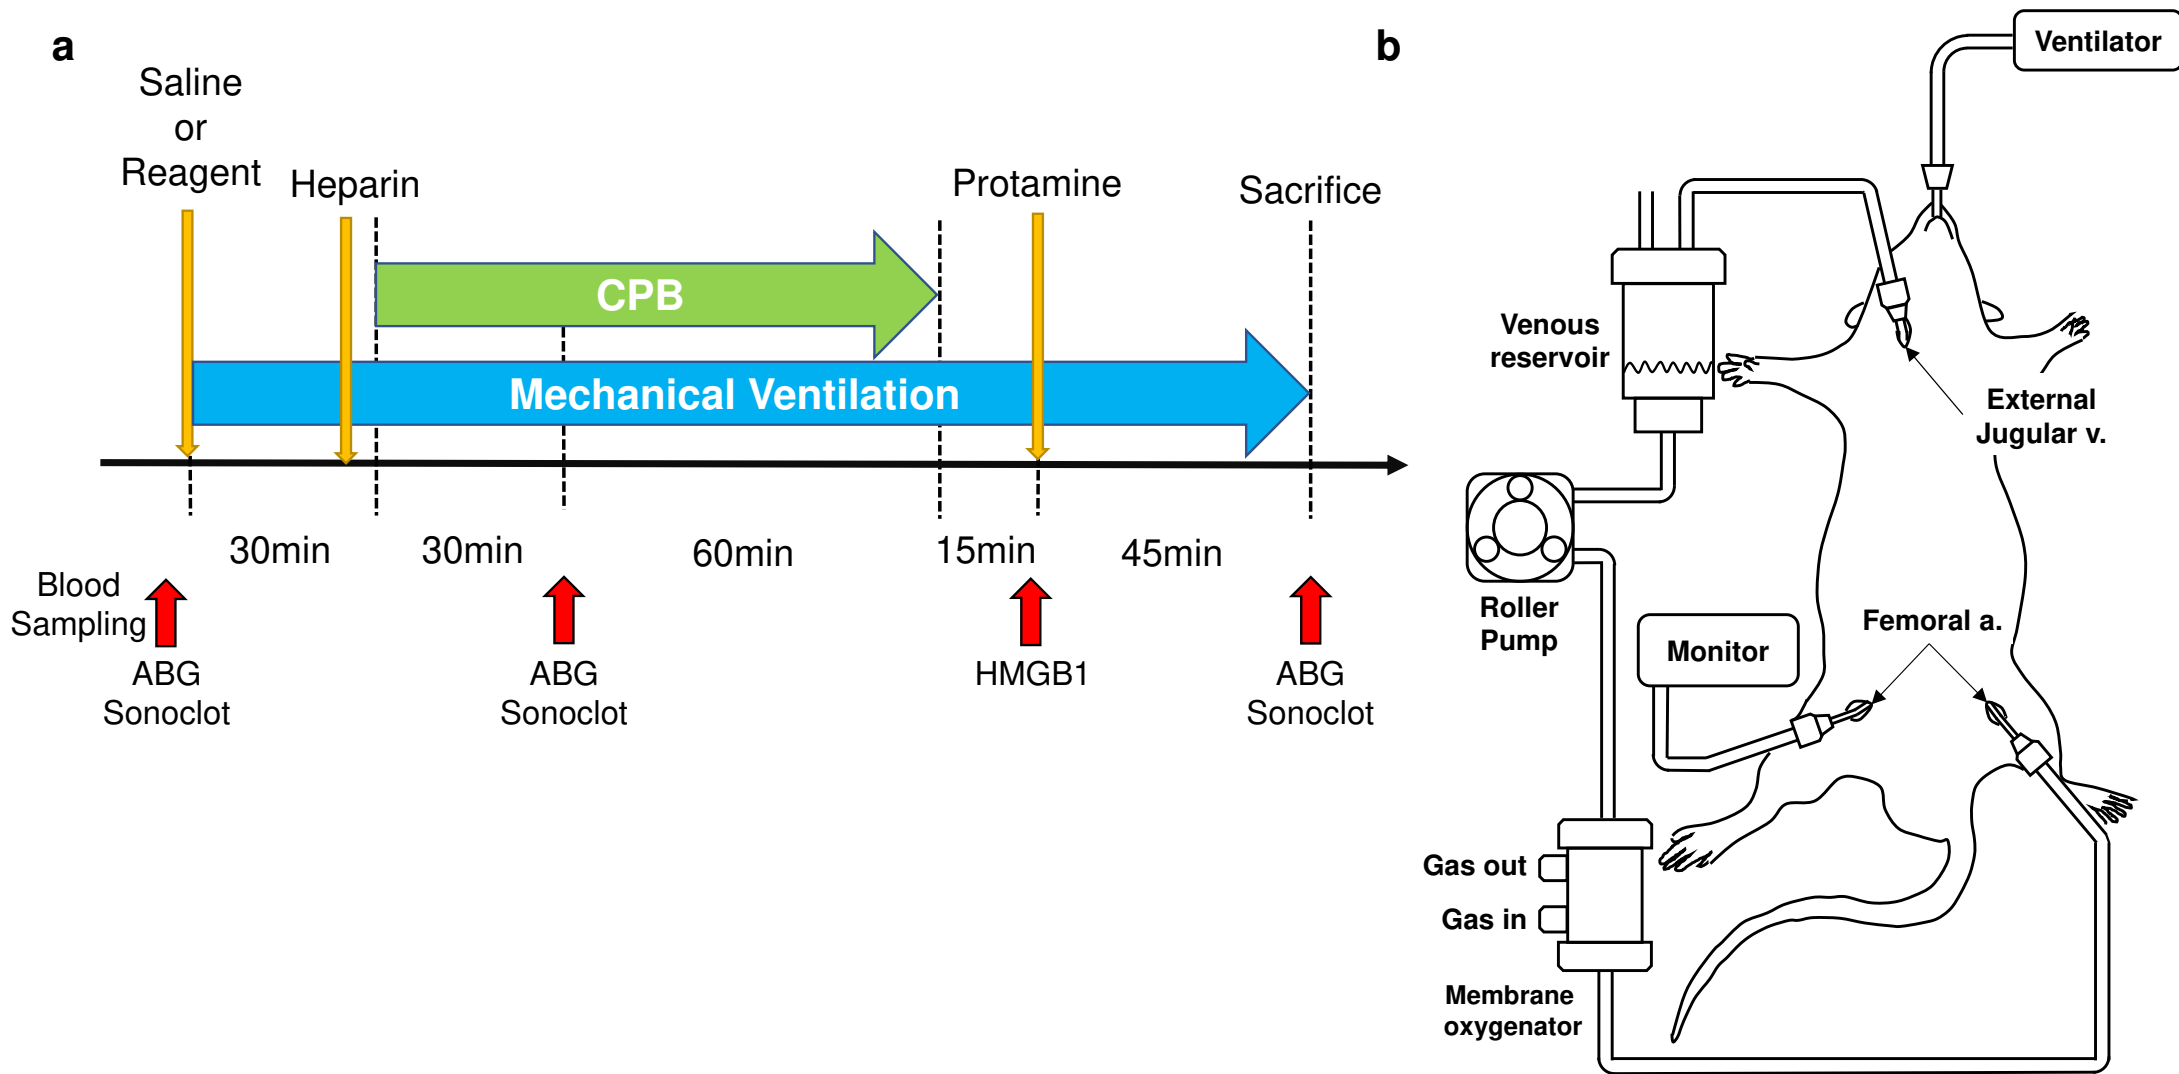 a
Saline
or
Reagent
Heparin
Protamine
Sacrifice
CPB
Mechanical Ventilation
30min
30min
60min
15min
45min
Blood
Sampling
ABG
Sonoclot
ABG
Sonoclot
HMGB1
ABG
Sonoclot
b
Ventilator
Venous
reservoir
External
Jugular v.
Roller
Pump
Monitor
Femoral a.
Gas out
Gas in
Membrane
oxygenator